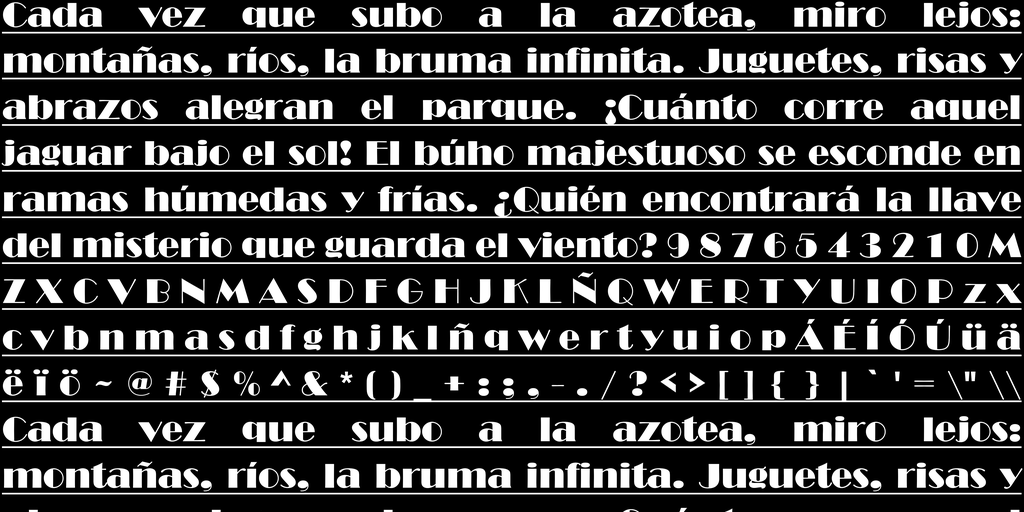 Cada vez que subo a la azotea, miro lejos:
montañas, ríos, la bruma infinita. Juguetes, risas y
abrazos alegran el parque. ¡Cuánto corre aquel
jaguar bajo el sol! El búho majestuoso se esconde en
ramas húmedas y frías. ¿Quién encontrará la llave
del misterio que guarda el viento? 9 8 7 6 5 4 3 2 1 0 M
Z X C V B N M A S D F G H J K L Ñ Q W E R T Y U I O P z x
c v b n m a s d f g h j k l ñ q w e r t y u i o p Á É Í Ó Ú ü ä
ë ï ö ~ @ # $ % ^ & * ( ) _ + : ; , - . / ? < > [ ] { } | ` ' = \" \\
Cada vez que subo a la azotea, miro lejos:
montañas, ríos, la bruma infinita. Juguetes, risas y